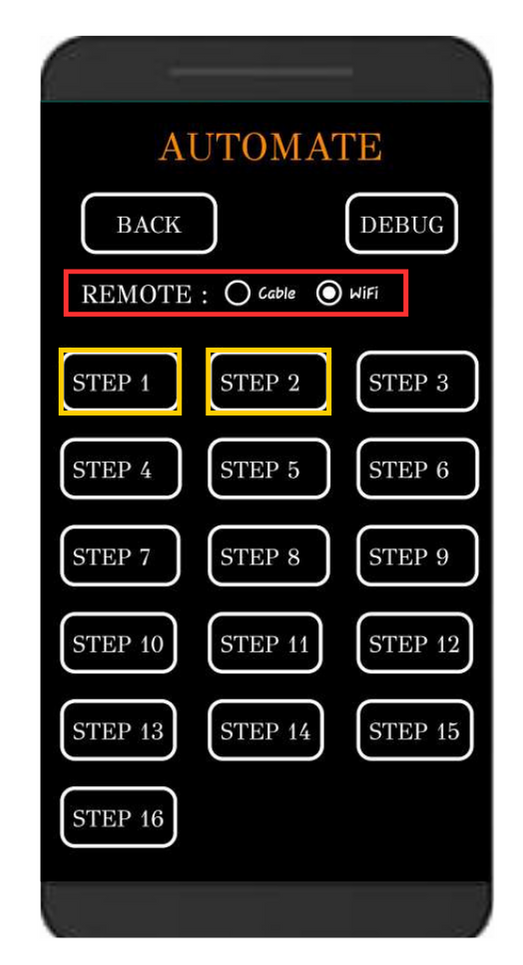 AUTOMATE
BACK DEBUG
REMOTE : Cable WiFi
STEP 1 STEP 2 STEP 3
STEP 4 STEP 5 STEP 6
STEP 7 STEP 8 STEP 9
STEP 10 STEP 11 STEP 12
STEP 13 STEP 14 STEP 15
STEP 16